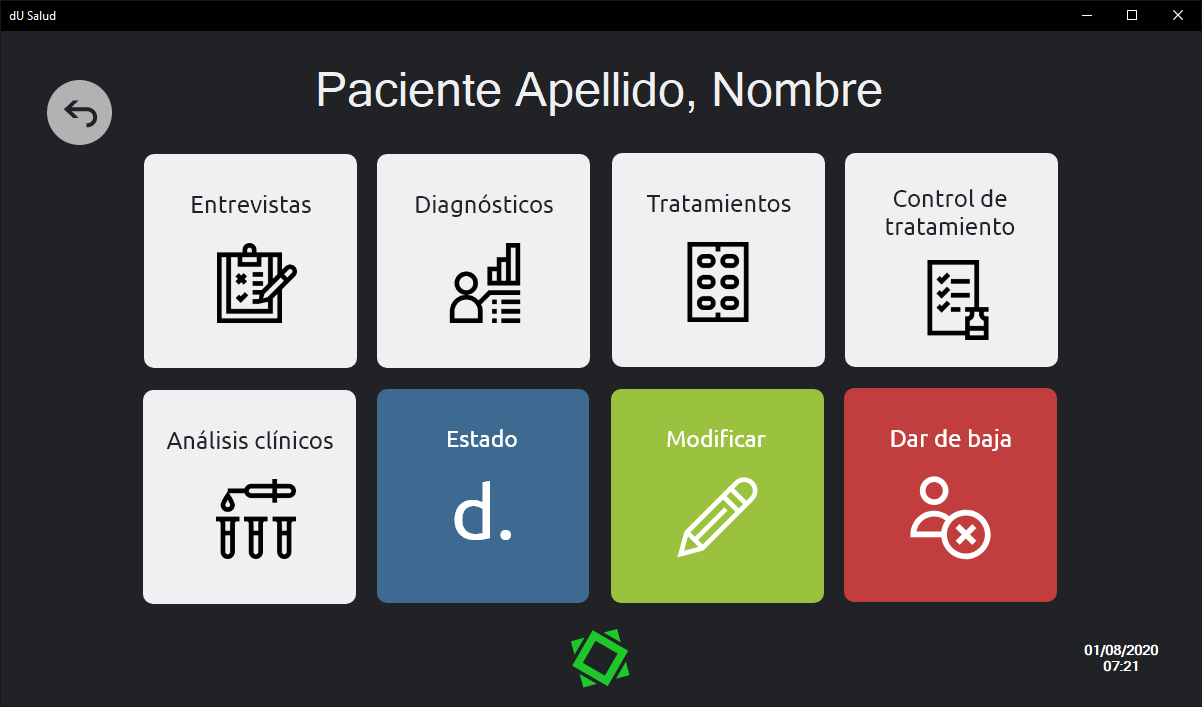 dU Salud
Paciente Apellido, Nombre
Entrevistas
Diagnósticos
Tratamientos
Control de
tratamiento
Análisis clínicos
Estado
d.
Modificar
Dar de baja
01/08/2020
07:21